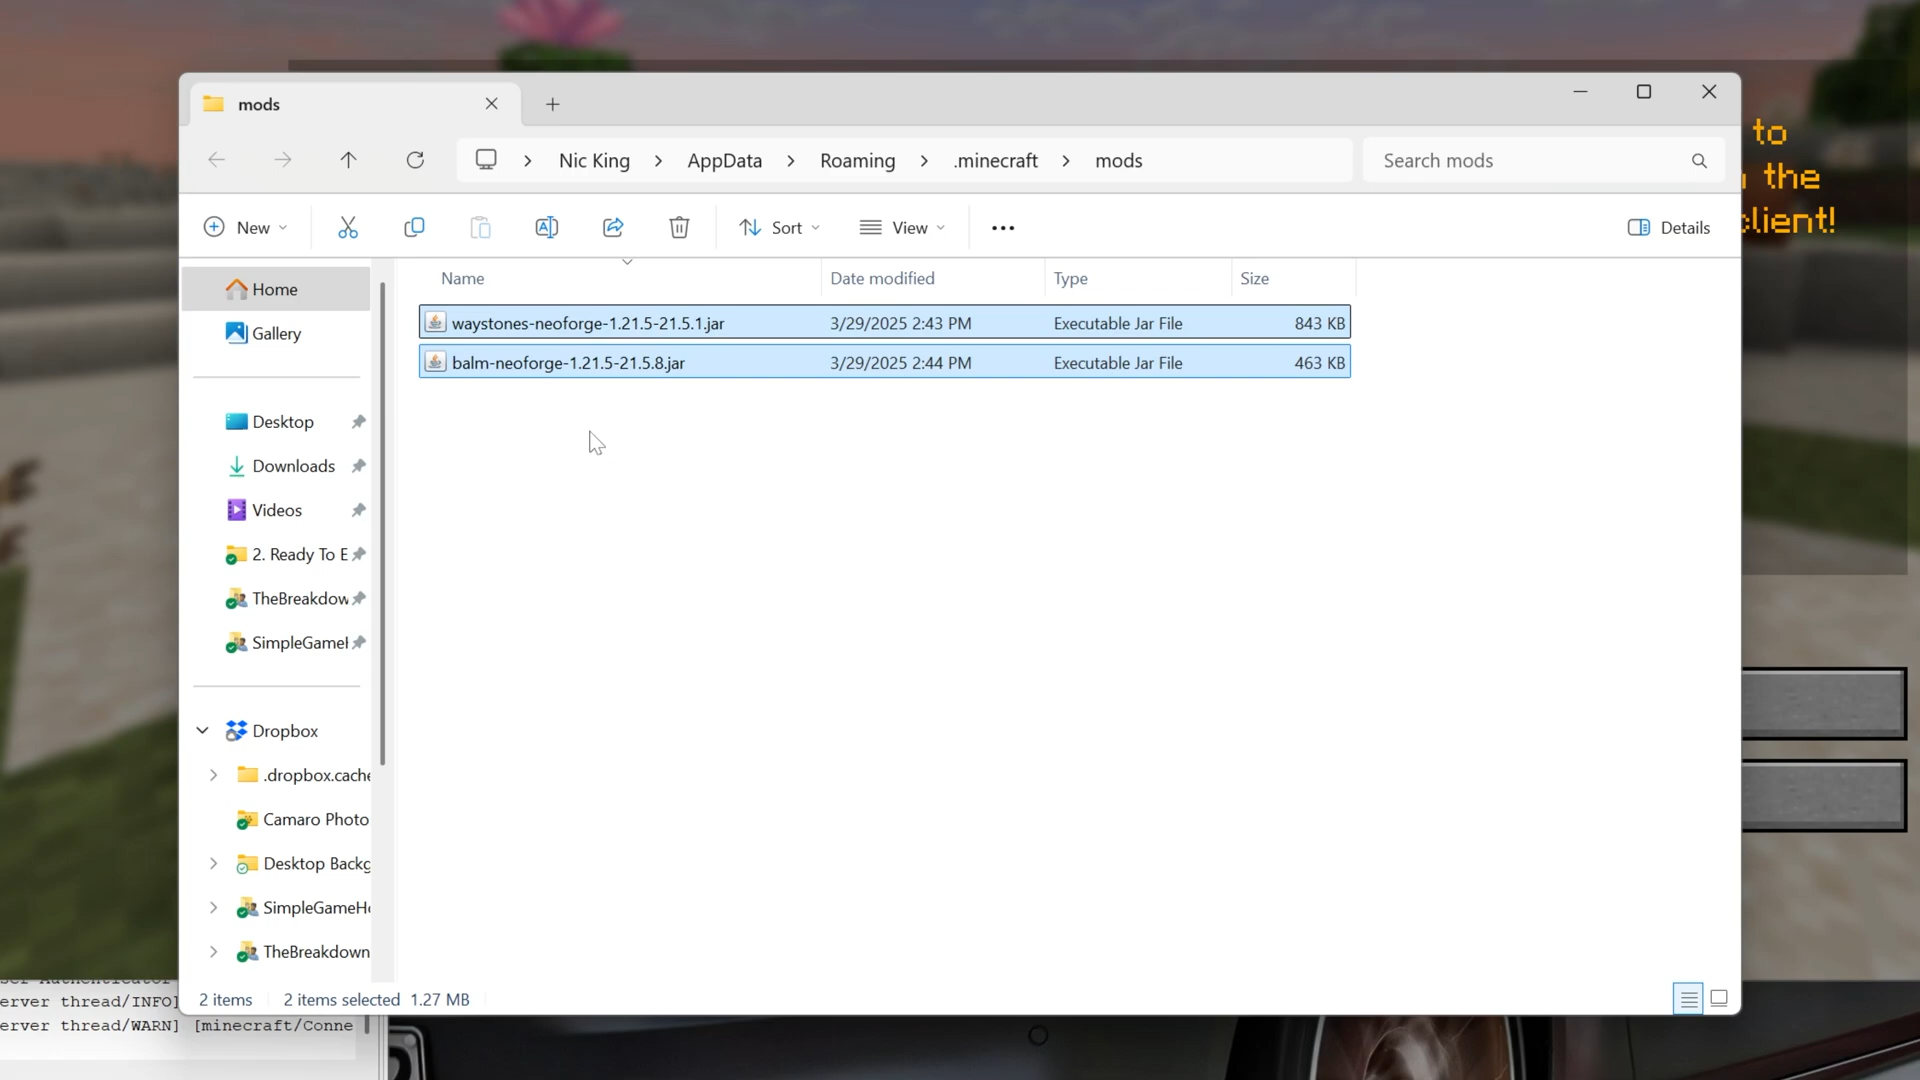 mods
to
the
client!
Nic King
AppData
Roaming
.minecraft
mods
Search mods
New
Sort
View
Details
Name
Date modified
Type
Size
waystones-neoforge-1.21.5-21.5.1.jar
3/29/2025 2:43 PM
Executable Jar File
843 KB
balm-neoforge-1.21.5-21.5.8.jar
3/29/2025 2:44 PM
Executable Jar File
463 KB
Home
Gallery
Desktop
Downloads
Videos
2. Ready To E
TheBreakdow
SimpleGameH
Dropbox
.dropbox.cache
Camaro Photo
Desktop Backg
SimpleGameHo
TheBreakdown
2 items
2 items selected 1.27 MB
erver thread/INFO]
erver thread/WARN] [minecraft/Conne